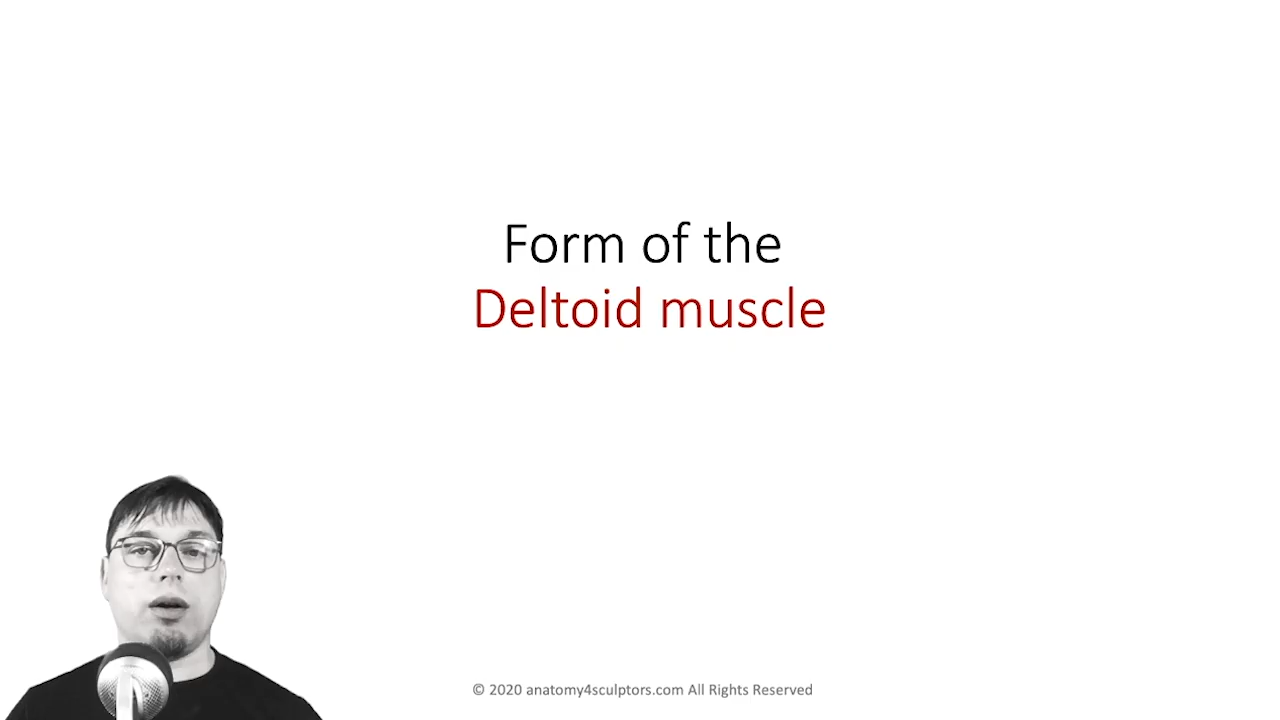 Form of the
Deltoid muscle
© 2020 anatomy4sculptors.com All Rights Reserved